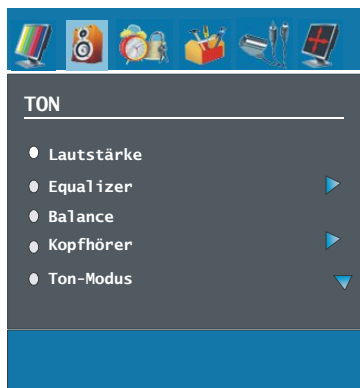 TON
Lautstärke
Equalizer
Balance
Kopfhörer
Ton-Modus